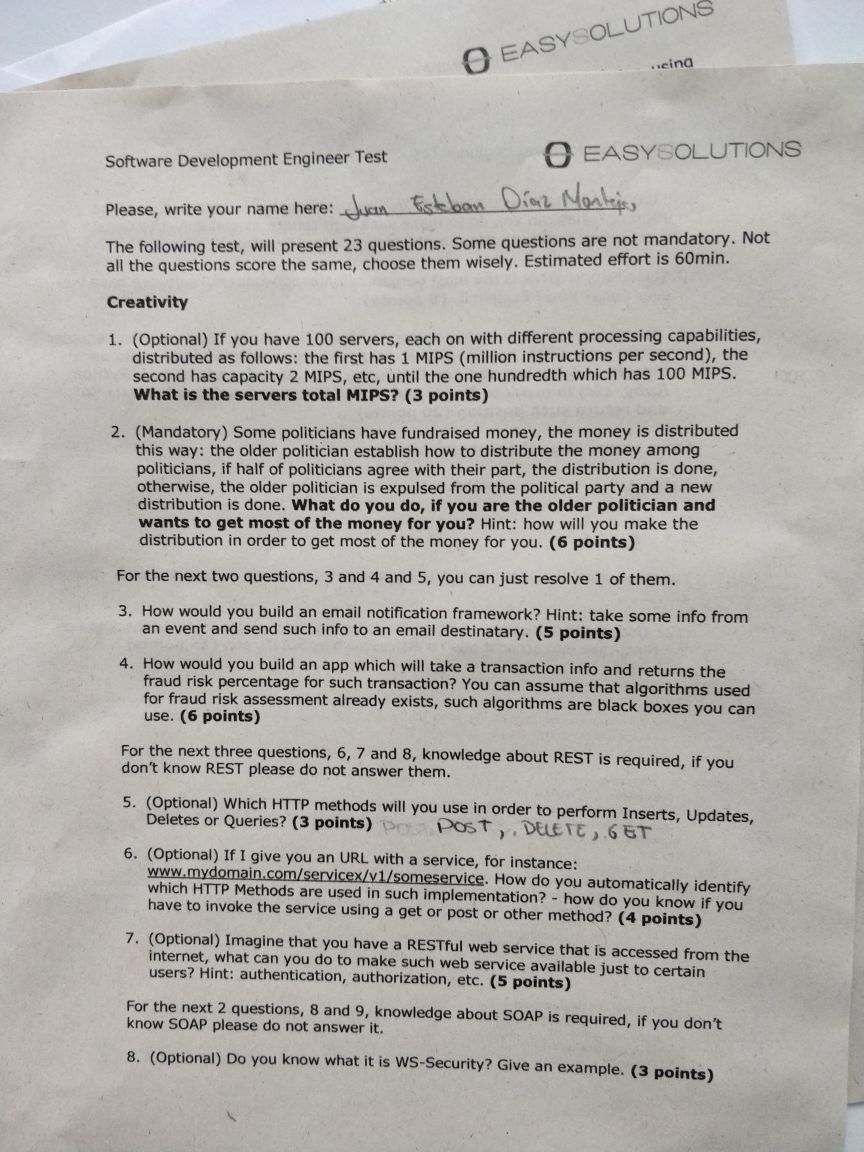 EASYSOLUTIONS
Software Development Engineer Test
EASYSOLUTIONS
Please, write your name here: Juan Esteban Díaz
The following test, will present 23 questions. Some questions are not mandatory. Not
all the questions score the same, choose them wisely. Estimated effort is 60min.
Creativity
1. (Optional) If you have 100 servers, each on with different processing capabilities,
distributed as follows: the first has 1 MIPS (million instructions per second), the
second has capacity 2 MIPS, etc, until the one hundredth which has 100 MIPS.
What is the servers total MIPS? (3 points)
2. (Mandatory) Some politicians have fundraised money, the money is distributed
this way: the older politician establish how to distribute the money among
politicians, if half of politicians agree with their part, the distribution is done,
otherwise, the older politician is expulsed from the political party and a new
distribution is done. What do you do, if you are the older politician and
wants to get most of the money for you? Hint: how will you make the
distribution in order to get most of the money for you. (6 points)
For the next two questions, 3 and 4 and 5, you can just resolve 1 of them.
3. How would you build an email notification framework? Hint: take some info from
an event and send such info to an email destinatary. (5 points)
4. How would you build an app which will take a transaction info and returns the
fraud risk percentage for such transaction? You can assume that algorithms used
for fraud risk assessment already exists, such algorithms are black boxes you can
use. (6 points)
For the next three questions, 6, 7 and 8, knowledge about REST is required, if you
don't know REST please do not answer them.
5. (Optional) Which HTTP methods will you use in order to perform Inserts, Updates,
Deletes or Queries? (3 points) POST, , DELETE, GET
6. (Optional) If I give you an URL with a service, for instance:
www.mydomain.com/servicex/v1/someservice. How do you automatically identify
which HTTP Methods are used in such implementation? - how do you know if you
have to invoke the service using a get or post or other method? (4 points)
7. (Optional) Imagine that you have a RESTful web service that is accessed from the
internet, what can you do to make such web service available just to certain
users? Hint: authentication, authorization, etc. (5 points)
For the next 2 questions, 8 and 9, knowledge about SOAP is required, if you don't
know SOAP please do not answer it.
8. (Optional) Do you know what it is WS-Security? Give an example. (3 points)